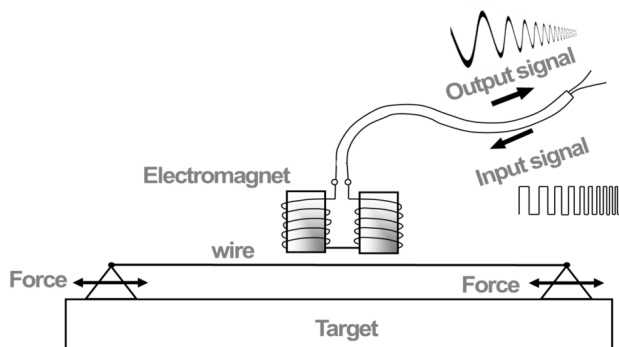 Output signal
Input signal
Electromagnet
wire
Force
Force
Target